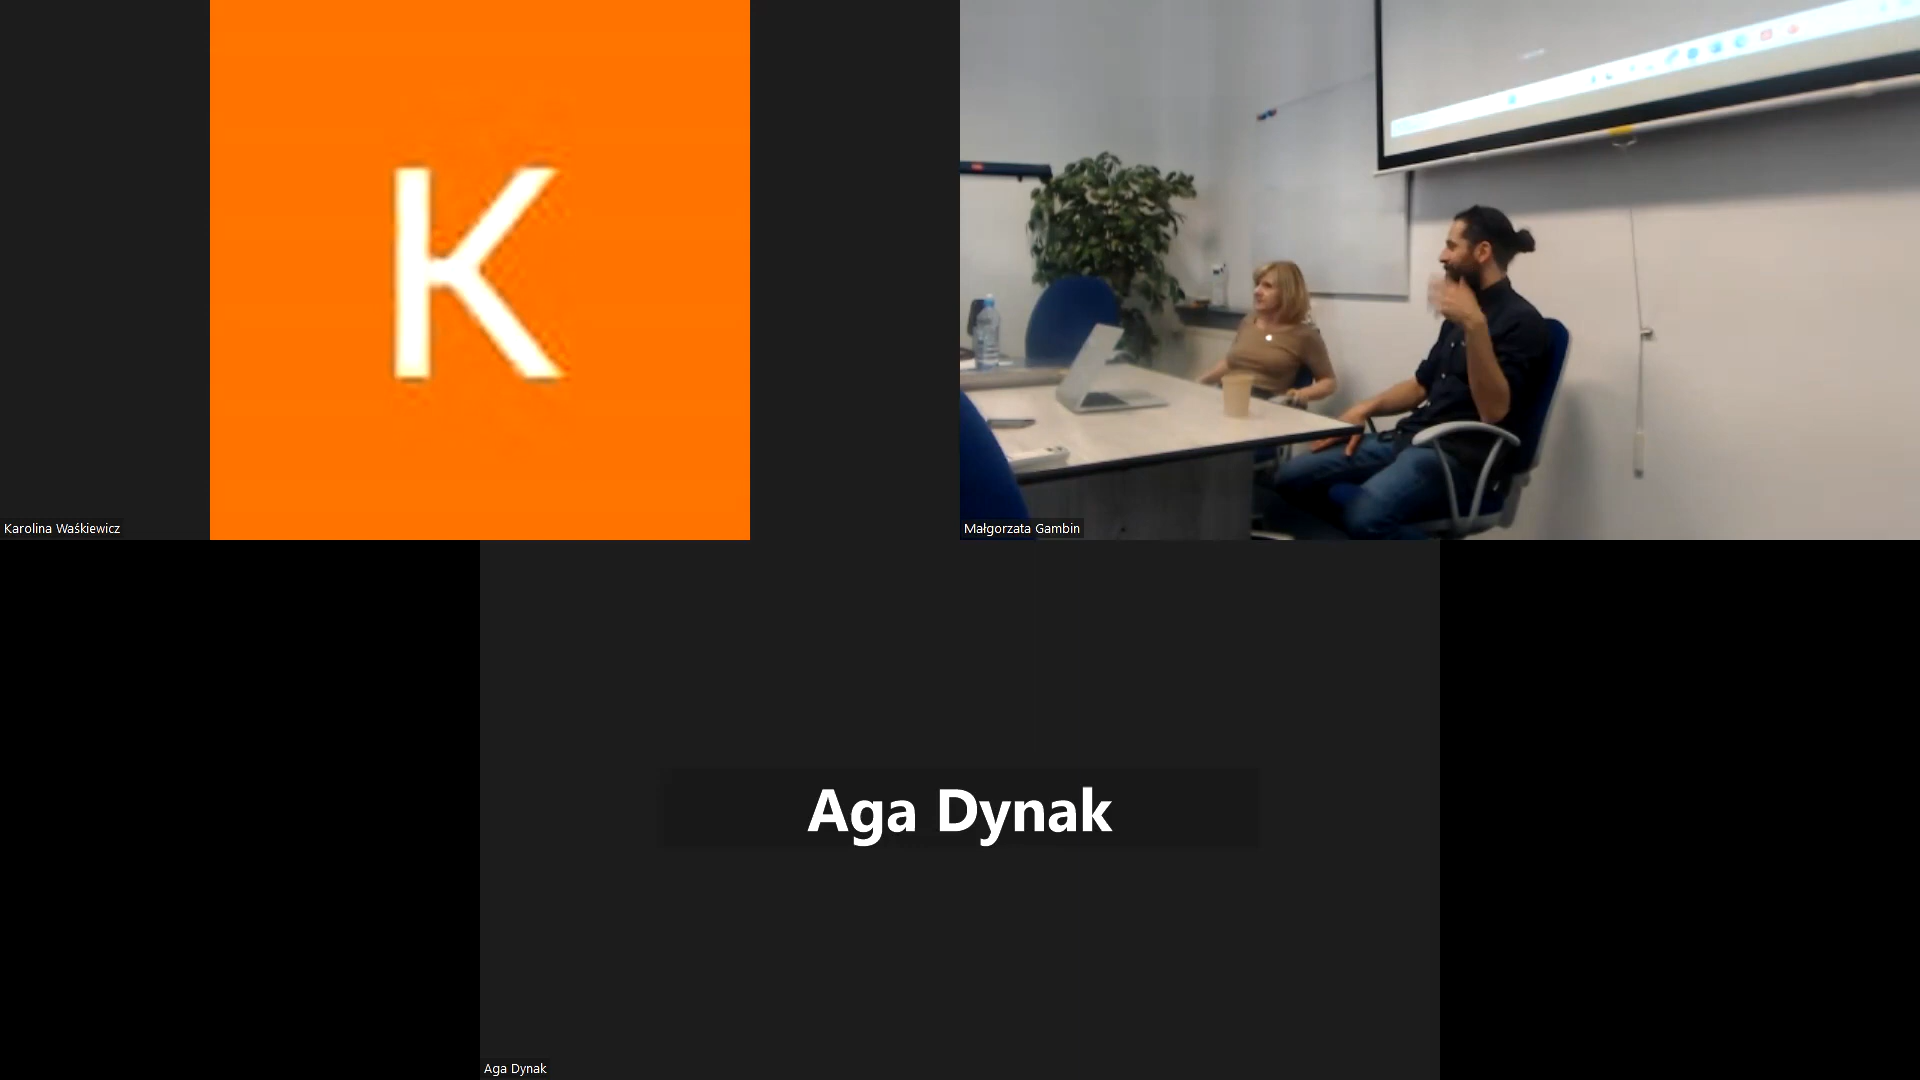 K
Karolina Waśkiewicz
Małgorzata Gambin
Aga Dynak
Aga Dynak